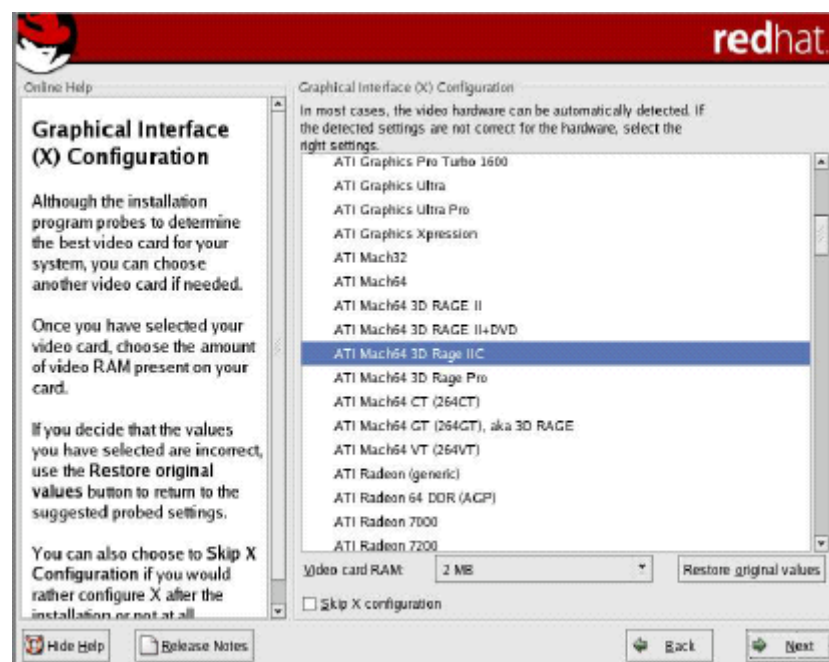 redhat.
Online Help
Graphical Interface
(X) Configuration
Although the installation
program probes to determine
the best video card for your
system, you can choose
another video card if needed.
Once you have selected your
video card, choose the amount
of video RAM present on your
card.
If you decide that the values
you have selected are incorrect,
use the Restore original
values button to return to the
suggested probed settings.
You can also choose to Skip X
Configuration if you would
rather configure X after the
installation or not at all
Graphical Interface (X) Configuration
In most cases, the video hardware can be automatically detected. If
the detected settings are not correct for the hardware, select the
right settings.
ATI Graphics Pro Turbo 1600
ATI Graphics Ultra
ATI Graphics Ultra Pro
ATI Graphics Xpression
ATI Mach32
ATI Mach64
ATI Mach64 3D RAGE II
ATI Mach64 3D RAGE II+DVD
ATI Mach64 3D Rage IIC
ATI Mach64 3D Rage Pro
ATI Mach64 CT (264CT)
ATI Mach64 GT (264GT), aka 3D RAGE
ATI Mach64 VT (264VT)
ATI Radeon (generic)
ATI Radeon 64 DDR (AGP)
ATI Radeon 7000
ATI Radeon 7200
Video card RAM: 2 MB Restore original values
Skip X configuration
Hide Help Release Notes Back Next